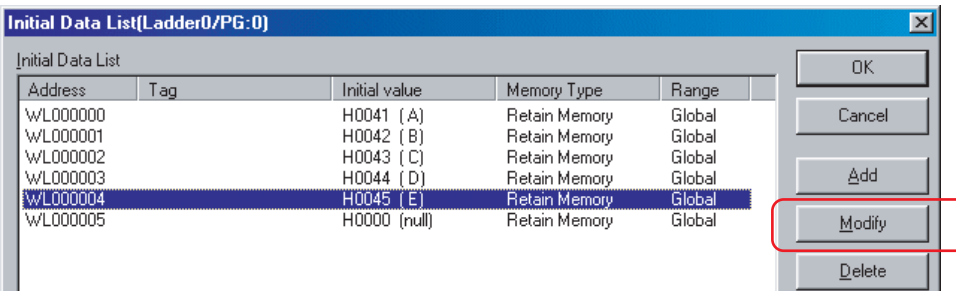 Initial Data List(Ladder0/PG:0)
Initial Data List
Address Tag Initial value Memory Type Range
WL000000 H0041 ( A) Retain Memory Global
WL000001 H0042 ( B) Retain Memory Global
WL000002 H0043 ( C) Retain Memory Global
WL000003 H0044 ( D) Retain Memory Global
WL000004 H0045 ( E) Retain Memory Global
WL000005 H0000 (null) Retain Memory Global
OK
Cancel
Add
Modify
Delete